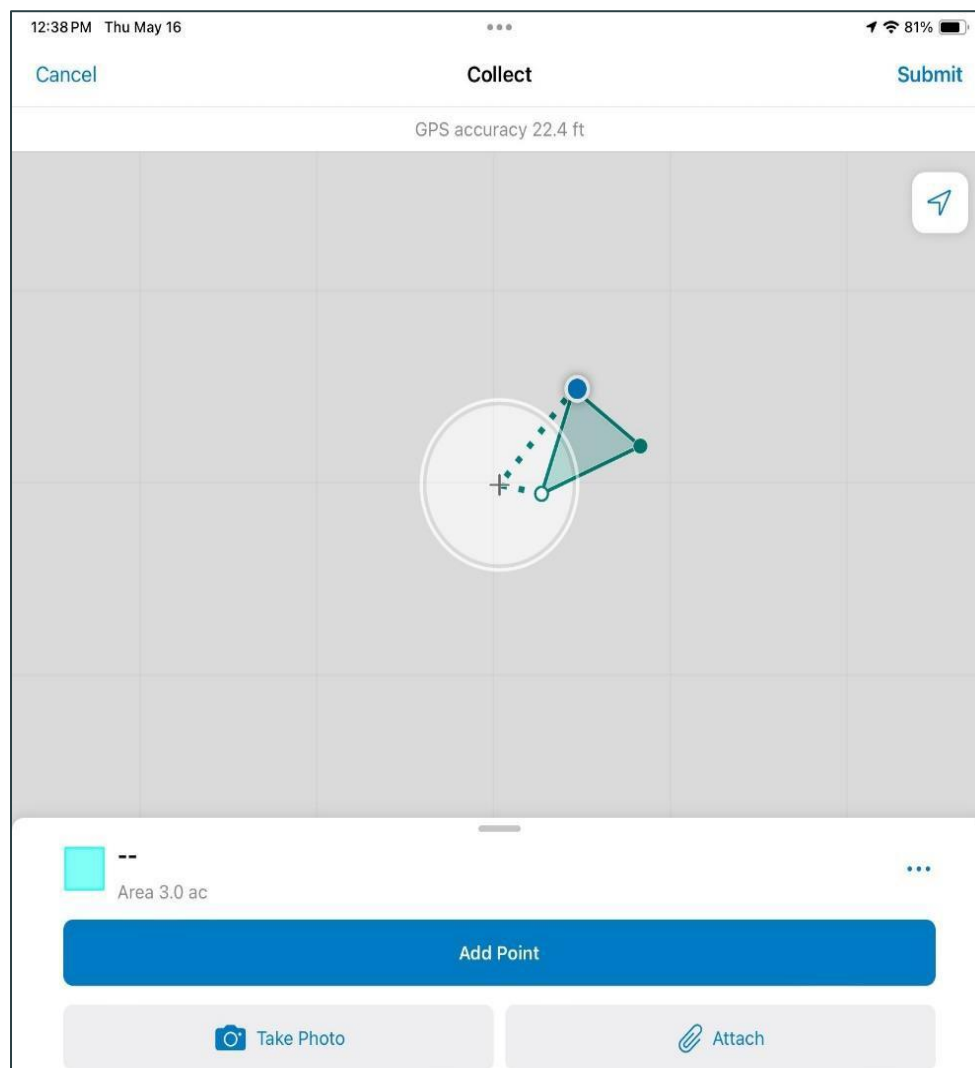 12:38 PM Thu May 16
81%
Cancel
Collect
Submit
GPS accuracy 22.4 ft
--
Area 3.0 ac
Add Point
Take Photo
Attach